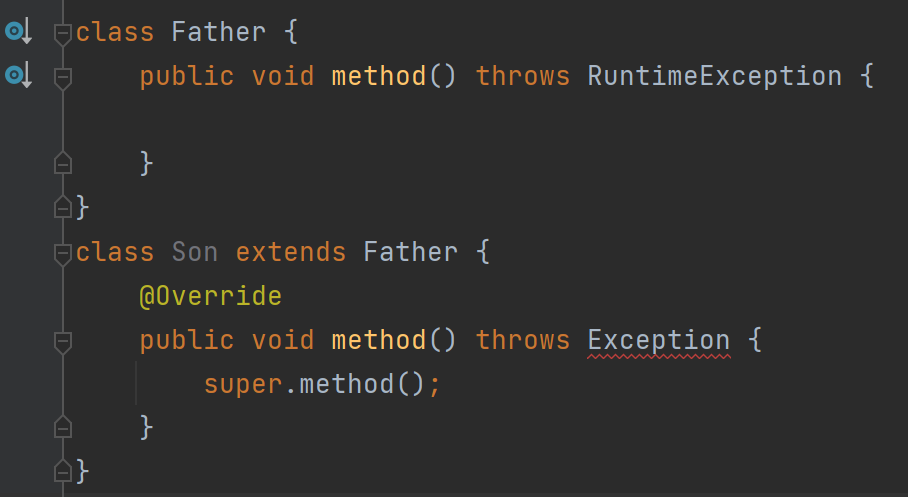 class Father {
    public void method() throws RuntimeException {
    }
}
class Son extends Father {
    @Override
    public void method() throws Exception {
        super.method();
    }
}